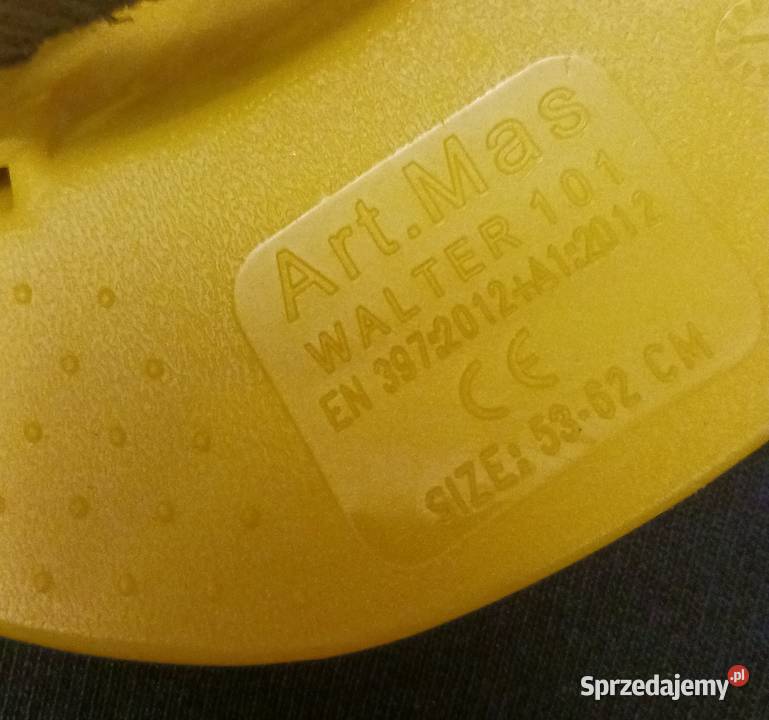 Art.Mas
WALTER 101
EN 397:2012+A1:2012
CE
SIZE: 53-62 CM
Sprzedajemy.pl